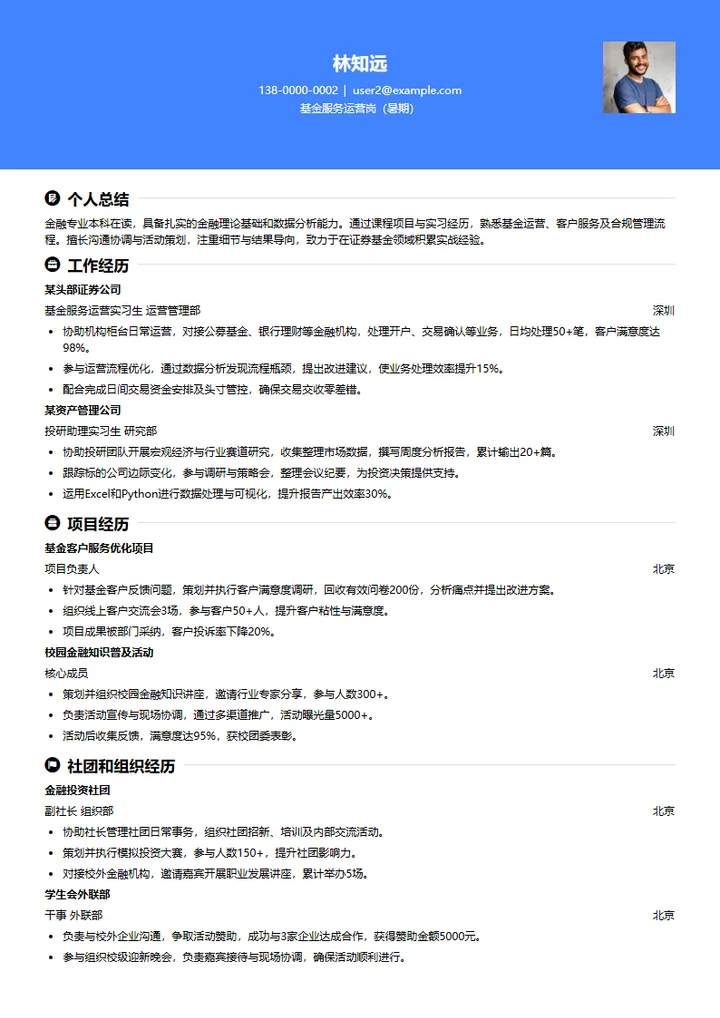 林知远
138-0000-0002 | user2@example.com
基金服务运营岗（暑期）
个人总结
金融专业本科在读，具备扎实的金融理论基础和数据分析能力。通过课程项目与实习经历，熟悉基金运营、客户服务及合规管理流
程。擅长沟通协调与活动策划，注重细节与结果导向，致力于在证券基金领域积累实战经验。
工作经历
某头部证券公司
基金服务运营实习生 运营管理部 深圳
• 协助机构柜台日常运营，对接公募基金、银行理财等金融机构，处理开户、交易确认等业务，日均处理50+笔，客户满意度达
98%。
• 参与运营流程优化，通过数据分析发现流程瓶颈，提出改进建议，使业务处理效率提升15%。
• 配合完成日间交易资金安排及头寸管控，确保交易交收零差错。
某资产管理公司
投研助理实习生 研究部 深圳
• 协助投研团队开展宏观经济与行业赛道研究，收集整理市场数据，撰写周度分析报告，累计输出20+篇。
• 跟踪标的公司边际变化，参与调研与策略会，整理会议纪要，为投资决策提供支持。
• 运用Excel和Python进行数据处理与可视化，提升报告产出效率30%。
项目经历
基金客户服务优化项目
项目负责人 北京
• 针对基金客户反馈问题，策划并执行客户满意度调研，回收有效问卷200份，分析痛点并提出改进方案。
• 组织线上客户交流会3场，参与客户50+人，提升客户粘性与满意度。
• 项目成果被部门采纳，客户投诉率下降20%。
校园金融知识普及活动
核心成员 北京
• 策划并组织校园金融知识讲座，邀请行业专家分享，参与人数300+。
• 负责活动宣传与现场协调，通过多渠道推广，活动曝光量5000+。
• 活动后收集反馈，满意度达95%，获校团委表彰。
社团和组织经历
金融投资社团
副社长 组织部 北京
• 协助社长管理社团日常事务，组织社团招新、培训及内部交流活动。
• 策划并执行模拟投资大赛，参与人数150+，提升社团影响力。
• 对接校外金融机构，邀请嘉宾开展职业发展讲座，累计举办5场。
学生会外联部
干事 外联部 北京
• 负责与校外企业沟通，争取活动赞助，成功与3家企业达成合作，获得赞助金额5000元。
• 参与组织校级迎新晚会，负责嘉宾接待与现场协调，确保活动顺利进行。